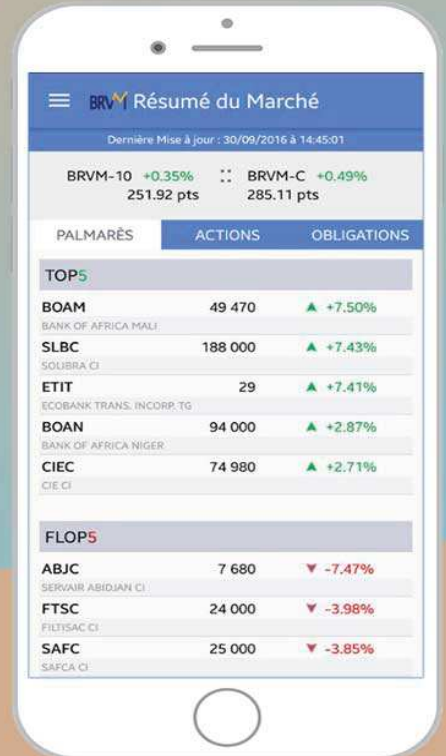 BRVM Résumé du Marché
Dernière Mise à jour : 30/09/2016 à 14:45:01
BRVM-10 +0.35% BRVM-C +0.49%
251.92 pts 285.11 pts
PALMARÈS ACTIONS OBLIGATIONS
TOP5
BOAM 49 470 ▲ +7.50%
BANK OF AFRICA MALI
SLBC 188 000 ▲ +7.43%
SOLIBRA CI
ETIT 29 ▲ +7.41%
ECOBANK TRANS. INCORP. TG
BOAN 94 000 ▲ +2.87%
BANK OF AFRICA NIGER
CIEC 74 980 ▲ +2.71%
CIE CI
FLOP5
ABJC 7 680 ▼ -7.47%
SERVAIR ABIDJAN CI
FTSC 24 000 ▼ -3.98%
FILTISAC CI
SAFC 25 000 ▼ -3.85%
SAFCA CI